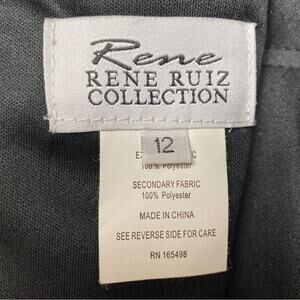 Rene
RENE RUIZ
COLLECTION
12
100% Polyester
SECONDARY FABRIC
100% Polyester
MADE IN CHINA
SEE REVERSE SIDE FOR CARE
RN 165498